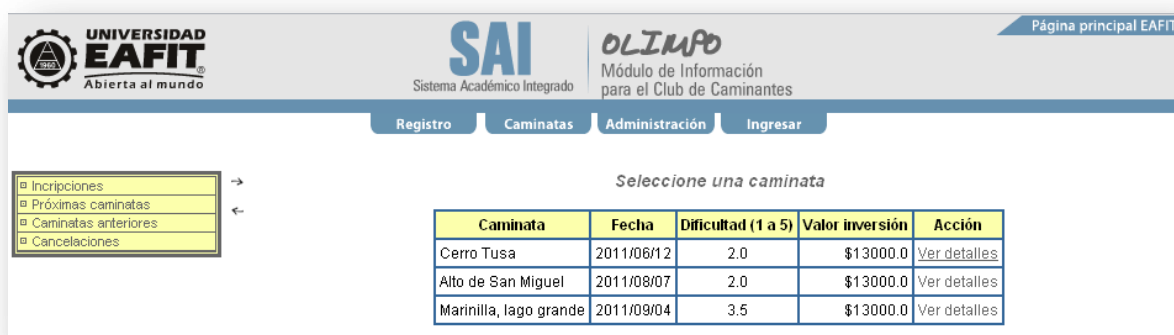 UNIVERSIDAD
EAFIT®
Abierta al mundo
1960
SAI
Sistema Académico Integrado
OLIMPO
Módulo de Información
para el Club de Caminantes
Página principal EAFIT
Registro Caminatas Administración Ingresar
Incripciones
Próximas caminatas
Caminatas anteriores
Cancelaciones
Seleccione una caminata
Caminata Fecha Dificultad (1 a 5) Valor inversión Acción
Cerro Tusa 2011/06/12 2.0 $13000.0 Ver detalles
Alto de San Miguel 2011/08/07 2.0 $13000.0 Ver detalles
Marinilla, lago grande 2011/09/04 3.5 $13000.0 Ver detalles